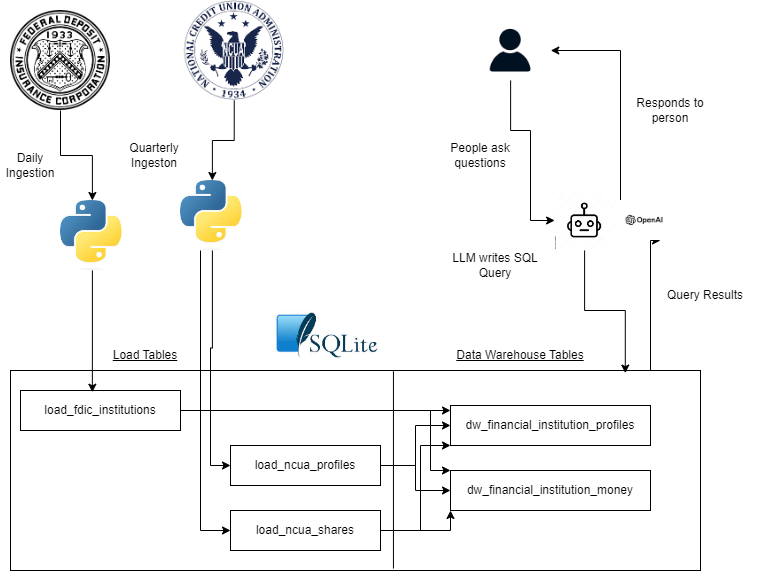 FEDERAL DEPOSIT
1933
INSURANCE CORPORATION
NATIONAL CREDIT UNION ADMINISTRATION
NCUA
1934
Responds to
person
Daily
Ingestion
Quarterly
Ingeston
People ask
questions
OpenAI
LLM writes SQL
Query
Query Results
SQLite
Load Tables
Data Warehouse Tables
load_fdic_institutions
dw_financial_institution_profiles
load_ncua_profiles
dw_financial_institution_money
load_ncua_shares